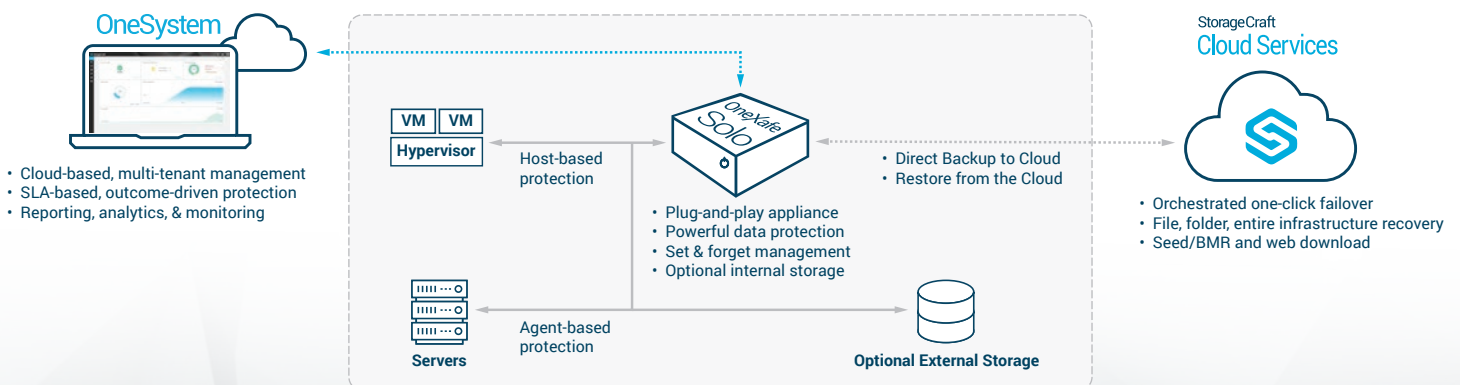 OneSystem
• Cloud-based, multi-tenant management
• SLA-based, outcome-driven protection
• Reporting, analytics, & monitoring
VM VM
Hypervisor
Host-based
protection
OneXafe
Solo
• Plug-and-play appliance
• Powerful data protection
• Set & forget management
• Optional internal storage
• Direct Backup to Cloud
• Restore from the Cloud
Servers
Agent-based
protection
Optional External Storage
StorageCraft
Cloud Services
• Orchestrated one-click failover
• File, folder, entire infrastructure recovery
• Seed/BMR and web download